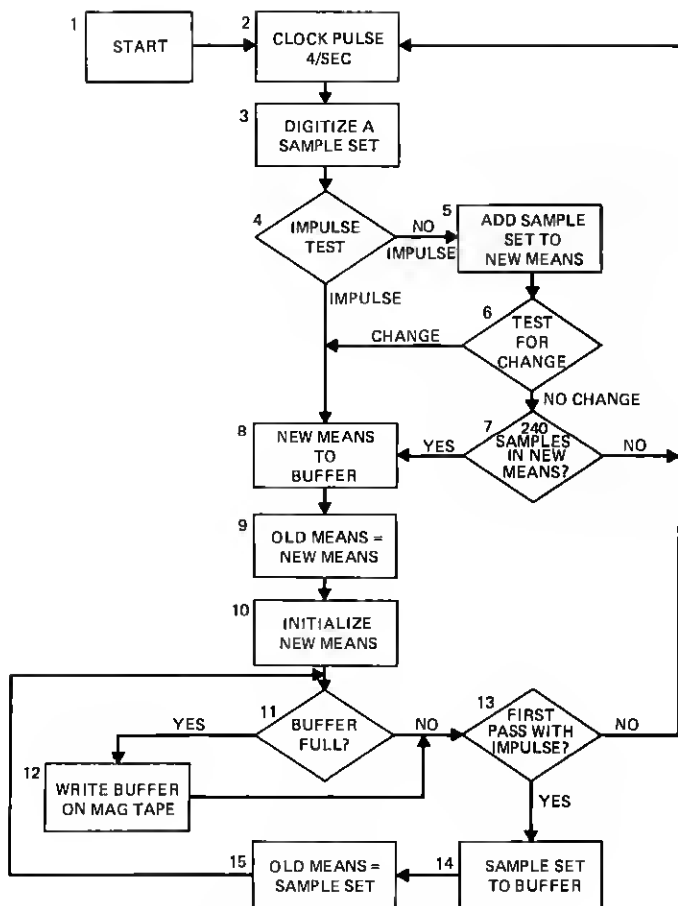 1
START
2
CLOCK PULSE
4/SEC
3
DIGITIZE A
SAMPLE SET
4
IMPULSE
TEST
NO
IMPULSE
5
ADD SAMPLE
SET TO
NEW MEANS
IMPULSE
6
TEST
FOR
CHANGE
CHANGE
NO CHANGE
7
240
SAMPLES
IN NEW
MEANS?
YES
NO
8
NEW MEANS
TO
BUFFER
9
OLD MEANS =
NEW MEANS
10
INITIALIZE
NEW MEANS
11
BUFFER
FULL?
YES
NO
12
WRITE BUFFER
ON MAG TAPE
13
FIRST
PASS WITH
IMPULSE?
NO
YES
14
SAMPLE SET
TO BUFFER
15
OLD MEANS =
SAMPLE SET